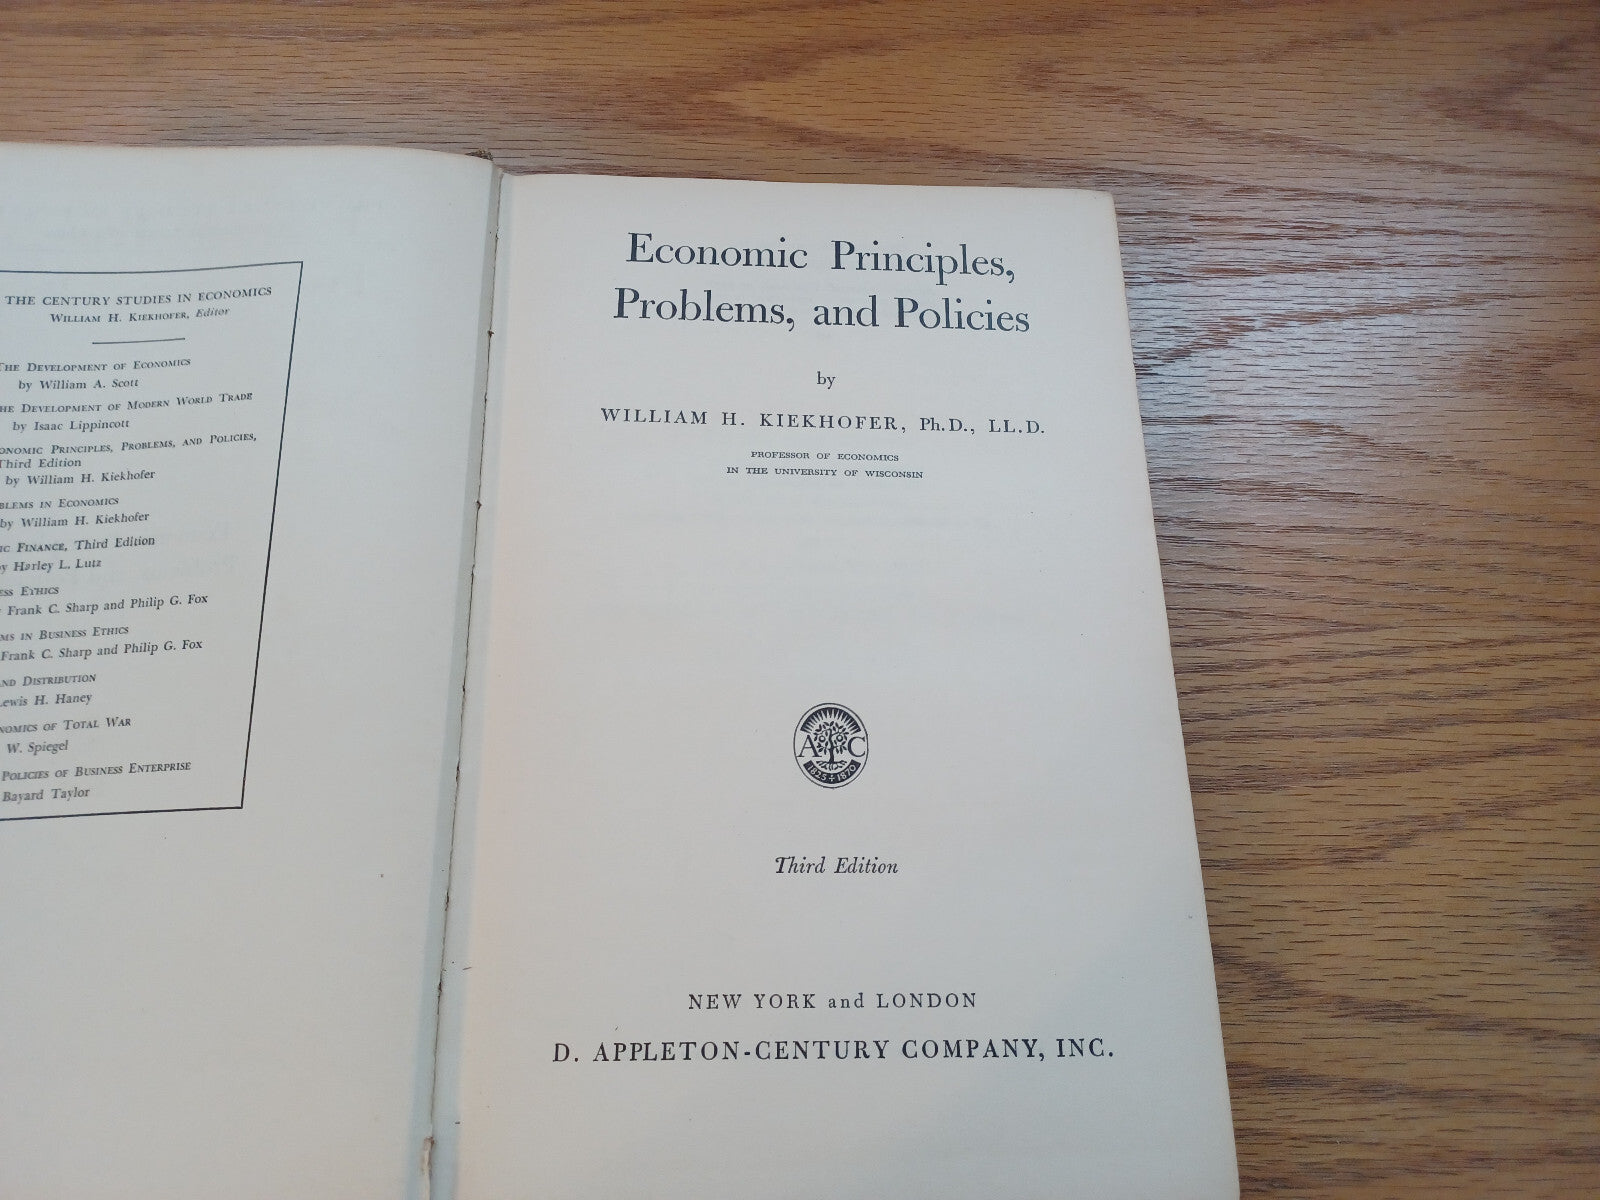 THE CENTURY STUDIES IN ECONOMICS
WILLIAM H. KIEKHOFER, Editor
THE DEVELOPMENT OF ECONOMICS
by William A. Scott
THE DEVELOPMENT OF MODERN WORLD TRADE
by Isaac Lippincott
PRINCIPLES, PROBLEMS, AND POLICIES,
Third Edition
by William H. Kiekhofer
IN ECONOMICS
by William H. Kiekhofer
FINANCE, Third Edition
by Harley L. Lutz
ETHICS
Frank C. Sharp and Philip G. Fox
IN BUSINESS ETHICS
Frank C. Sharp and Philip G. Fox
AND DISTRIBUTION
Lewis H. Haney
OF TOTAL WAR
W. Spiegel
POLICIES OF BUSINESS ENTERPRISE
Bayard Taylor
Economic Principles,
Problems, and Policies
by
WILLIAM H. KIEKHOFER, Ph.D., LL.D.
PROFESSOR OF ECONOMICS
IN THE UNIVERSITY OF WISCONSIN
A C
1825 + 1870
Third Edition
NEW YORK and LONDON
D. APPLETON-CENTURY COMPANY, INC.